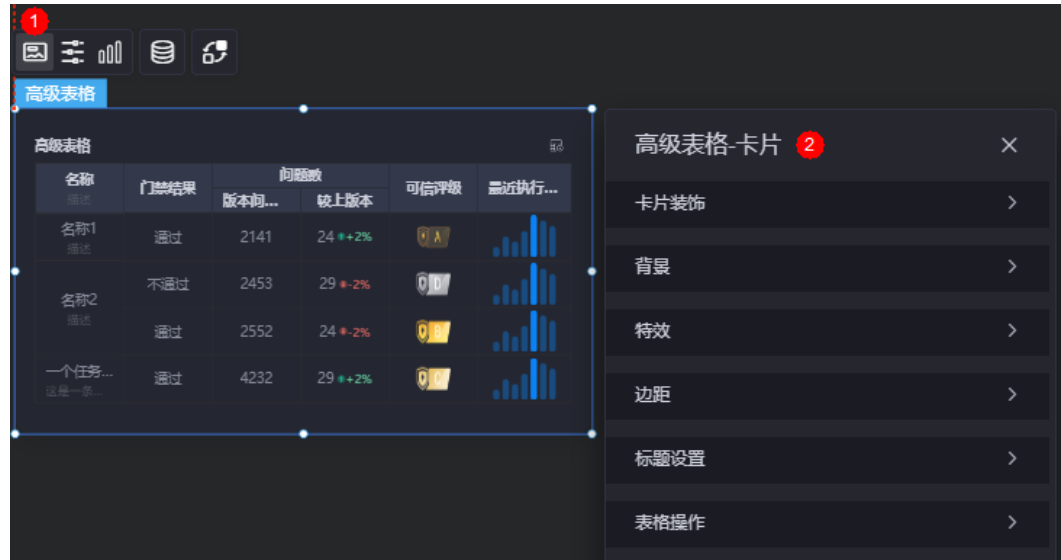 1
高级表格
高级表格
名称 描述 门禁结果 问题数 可信评级 最近执行...
版本问... 较上版本
名称1 描述 通过 2141 24 +2% A
名称2 描述 不通过 2453 29 -2% D
通过 2552 24 -2% B
一个任务... 这是一条... 通过 4232 29 +2% C
高级表格-卡片 2
卡片装饰
背景
特效
边距
标题设置
表格操作